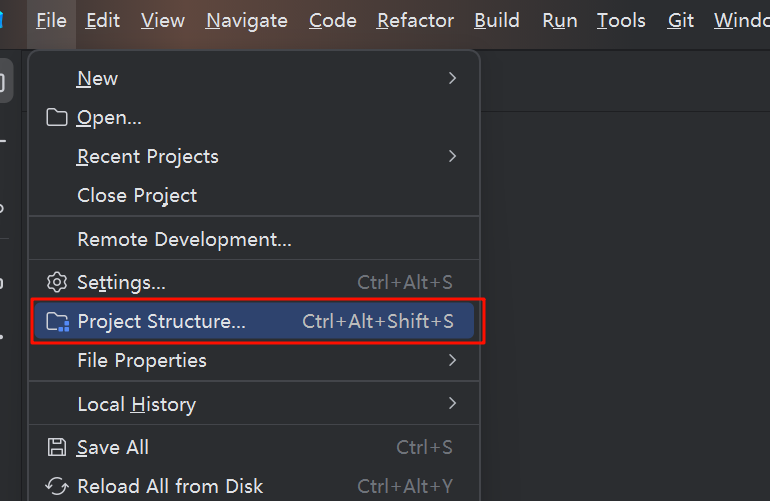 File Edit View Navigate Code Refactor Build Run Tools Git
New
Open...
Recent Projects
Close Project
Remote Development...
Settings... Ctrl+Alt+S
Project Structure... Ctrl+Alt+Shift+S
File Properties
Local History
Save All Ctrl+S
Reload All from Disk Ctrl+Alt+Y